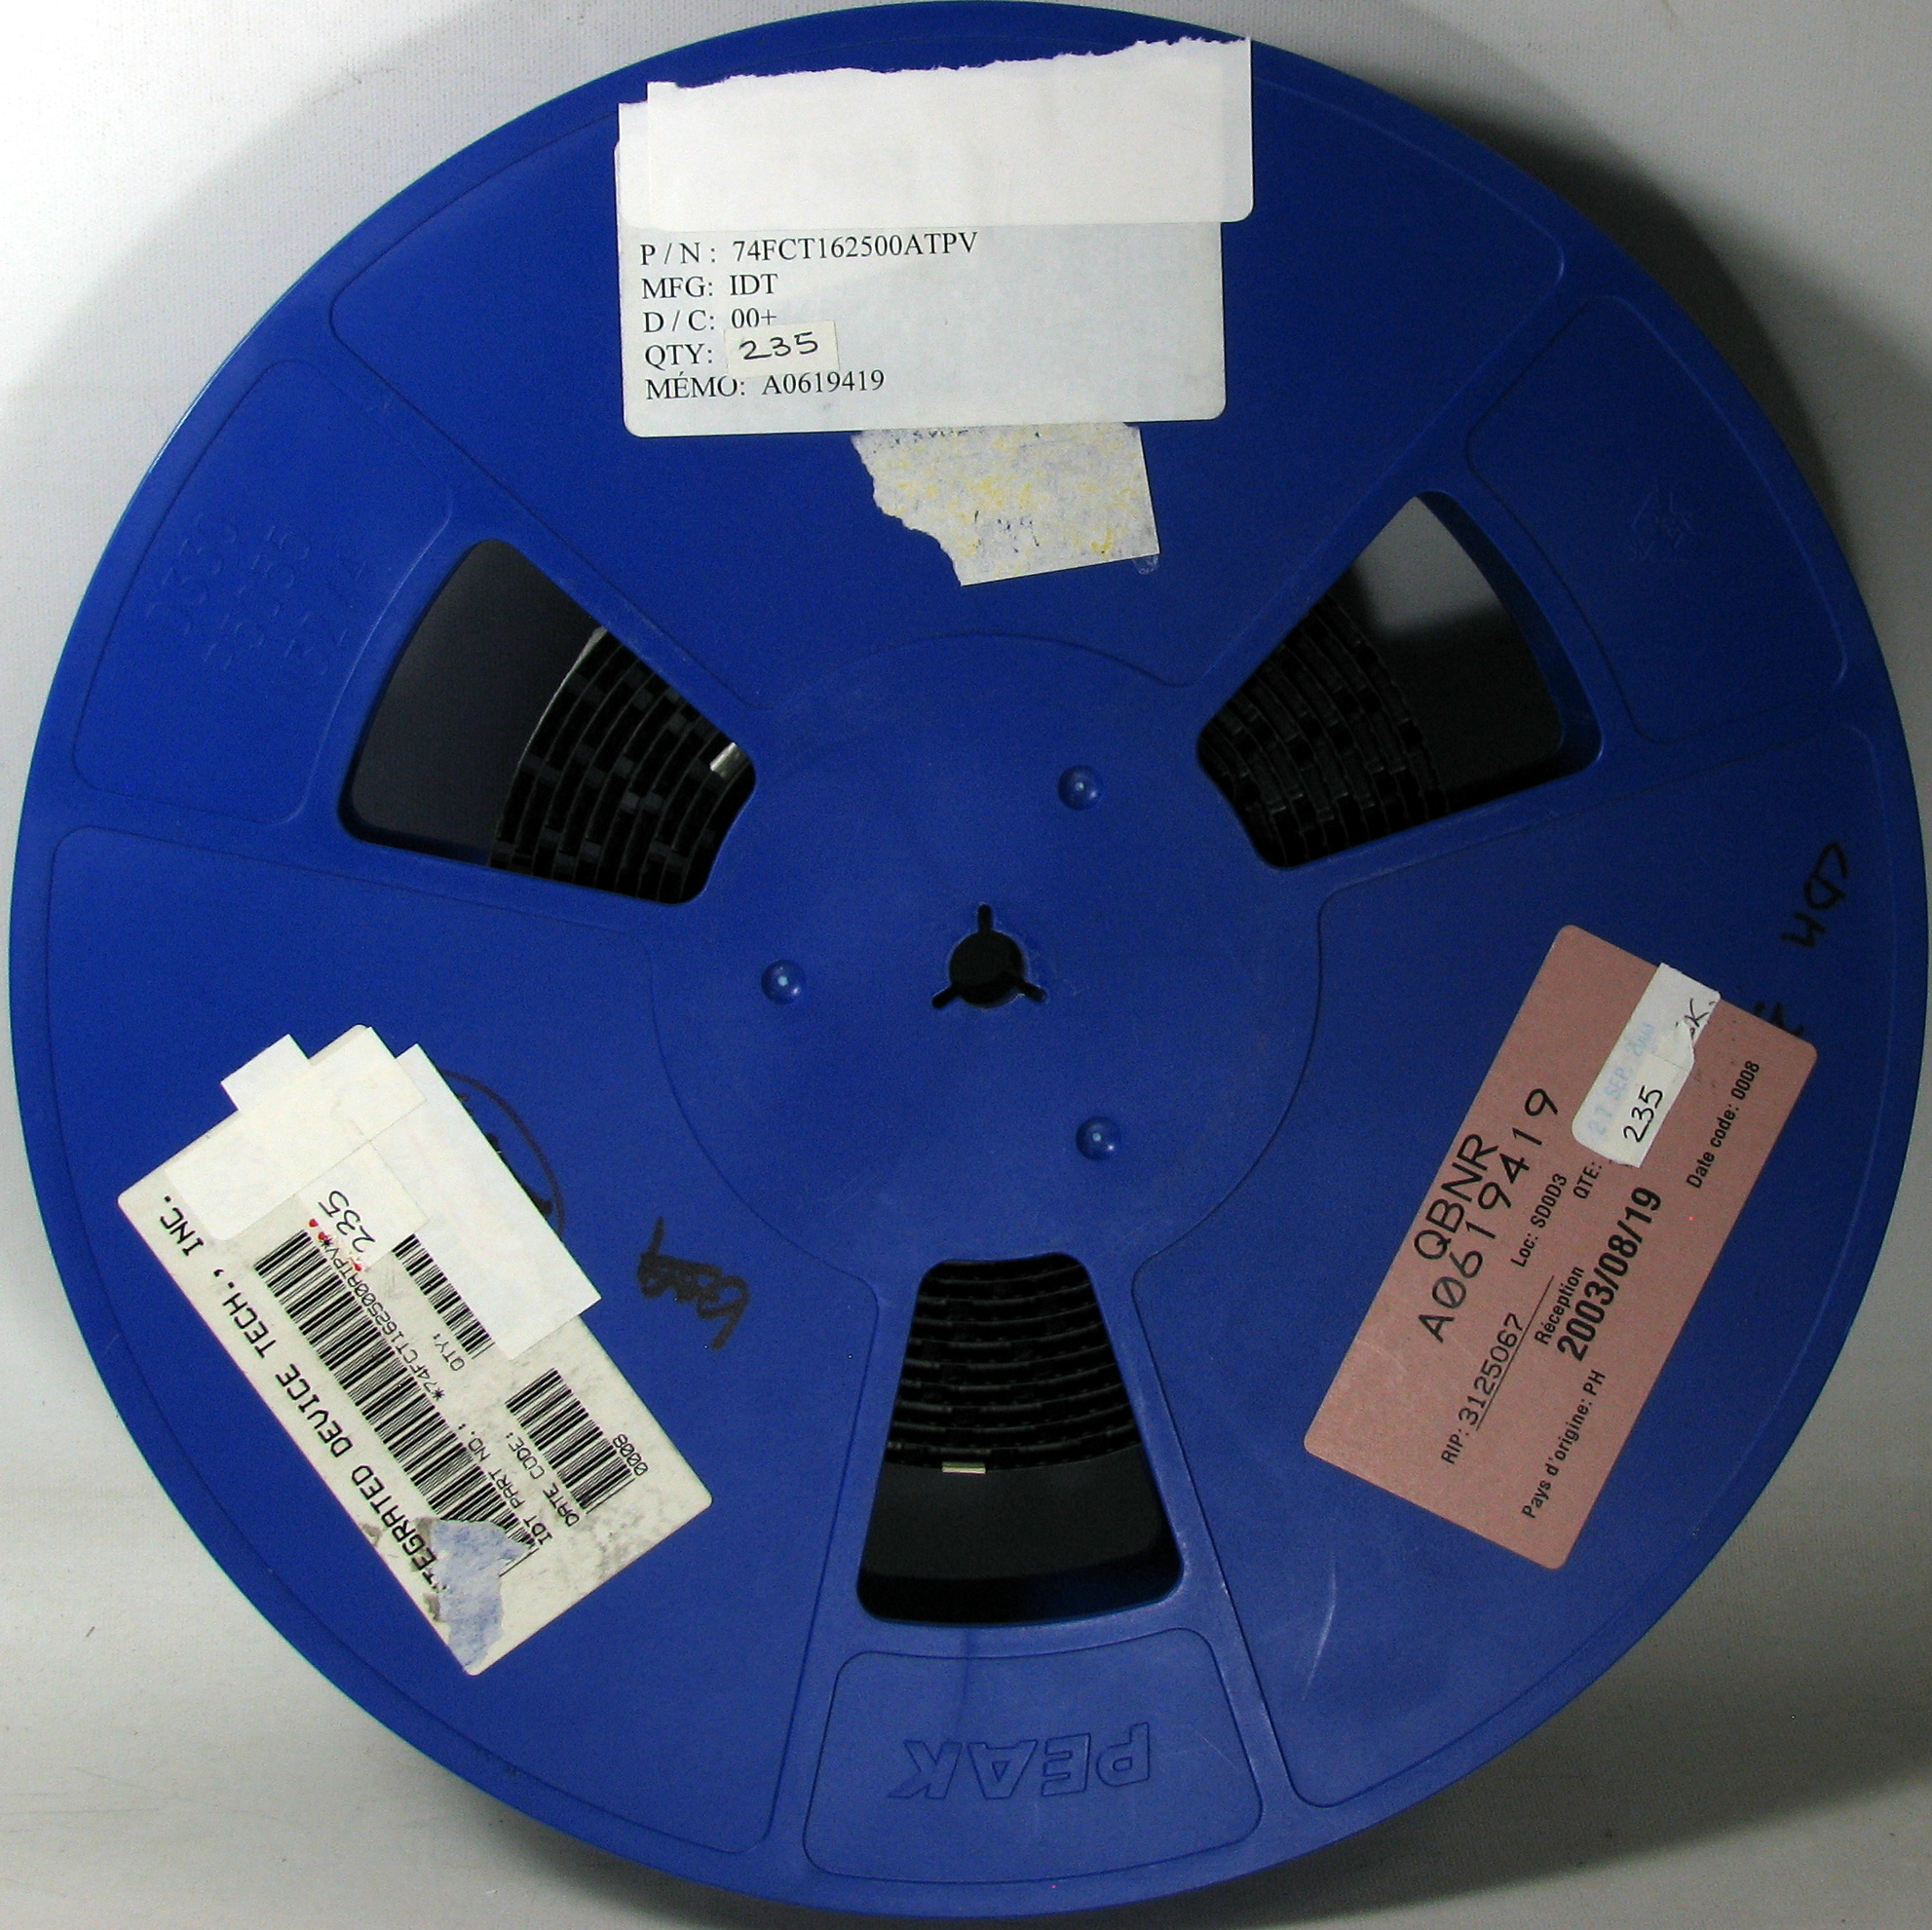 P / N : 74FCT162500ATPV
MFG: IDT
D / C: 00+
QTY: 235
MÉMO: A0619419
TECH., INC.
DEVICE
235
*74FCT162500ATPV*
QTY:
IDT PART NO.:
DATE CODE:
0008
QBNR
A0619419
Loc: SD0D3
QTE: 235
RIP: 3125067
Réception
2003/08/19
Date code: 0008
Pays d'origine: PH
PEAK